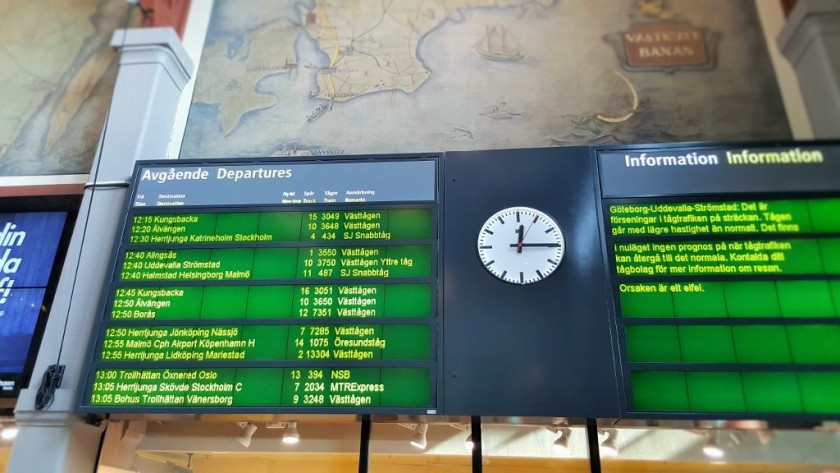 VÄSTKUST
BANAN
Avgående Departures
Tid Destination Ny tid Spår Tåg nr Anmärkning
Time Destination New time Track Train Remarks
12:15 Kungsbacka 15 3049 Västtågen
12:20 Älvängen 10 3648 Västtågen
12:30 Herrljunga Katrineholm Stockholm 4 434 SJ Snabbtåg
12:40 Alingsås 1 3550 Västtågen
12:40 Uddevalla Strömstad 10 3750 Västtågen Yttre tåg
12:40 Halmstad Helsingborg Malmö 11 487 SJ Snabbtåg
12:45 Kungsbacka 16 3051 Västtågen
12:50 Älvängen 10 3650 Västtågen
12:50 Borås 12 7351 Västtågen
12:50 Herrljunga Jönköping Nässjö 7 7285 Västtågen
12:55 Malmö Cph Airport Köpenhamn H 14 1075 Öresundståg
12:55 Herrljunga Lidköping Mariestad 2 13304 Västtågen
13:00 Trollhättan Öxnered Oslo 13 394 NSB
13:05 Herrljunga Skövde Stockholm C 7 2034 MTRExpress
13:05 Bohus Trollhättan Vänersborg 9 3248 Västtågen
Information Information
Göteborg-Uddevalla-Strömstad: Det är
förseningar i tågtrafiken på sträckan. Tågen
går med lägre hastighet än normalt. Det finns
i nuläget ingen prognos på när tågtrafiken
kan återgå till det normala. Kontakta ditt
tågbolag för mer information om resan.
Orsaken är ett elfel.